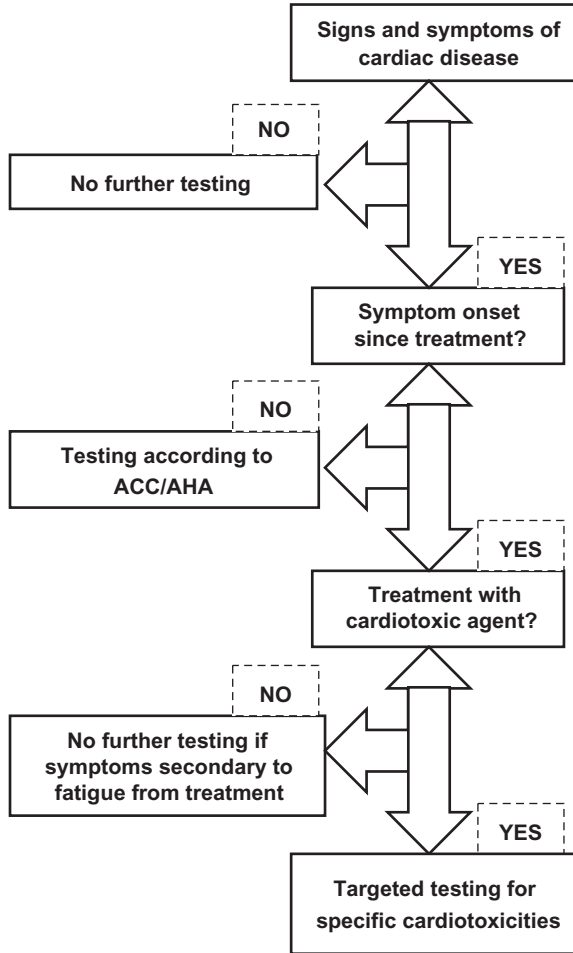 Signs and symptoms of
cardiac disease
NO
No further testing
YES
Symptom onset
since treatment?
NO
Testing according to
ACC/AHA
YES
Treatment with
cardiotoxic agent?
NO
No further testing if
symptoms secondary to
fatigue from treatment
YES
Targeted testing for
specific cardiotoxicities